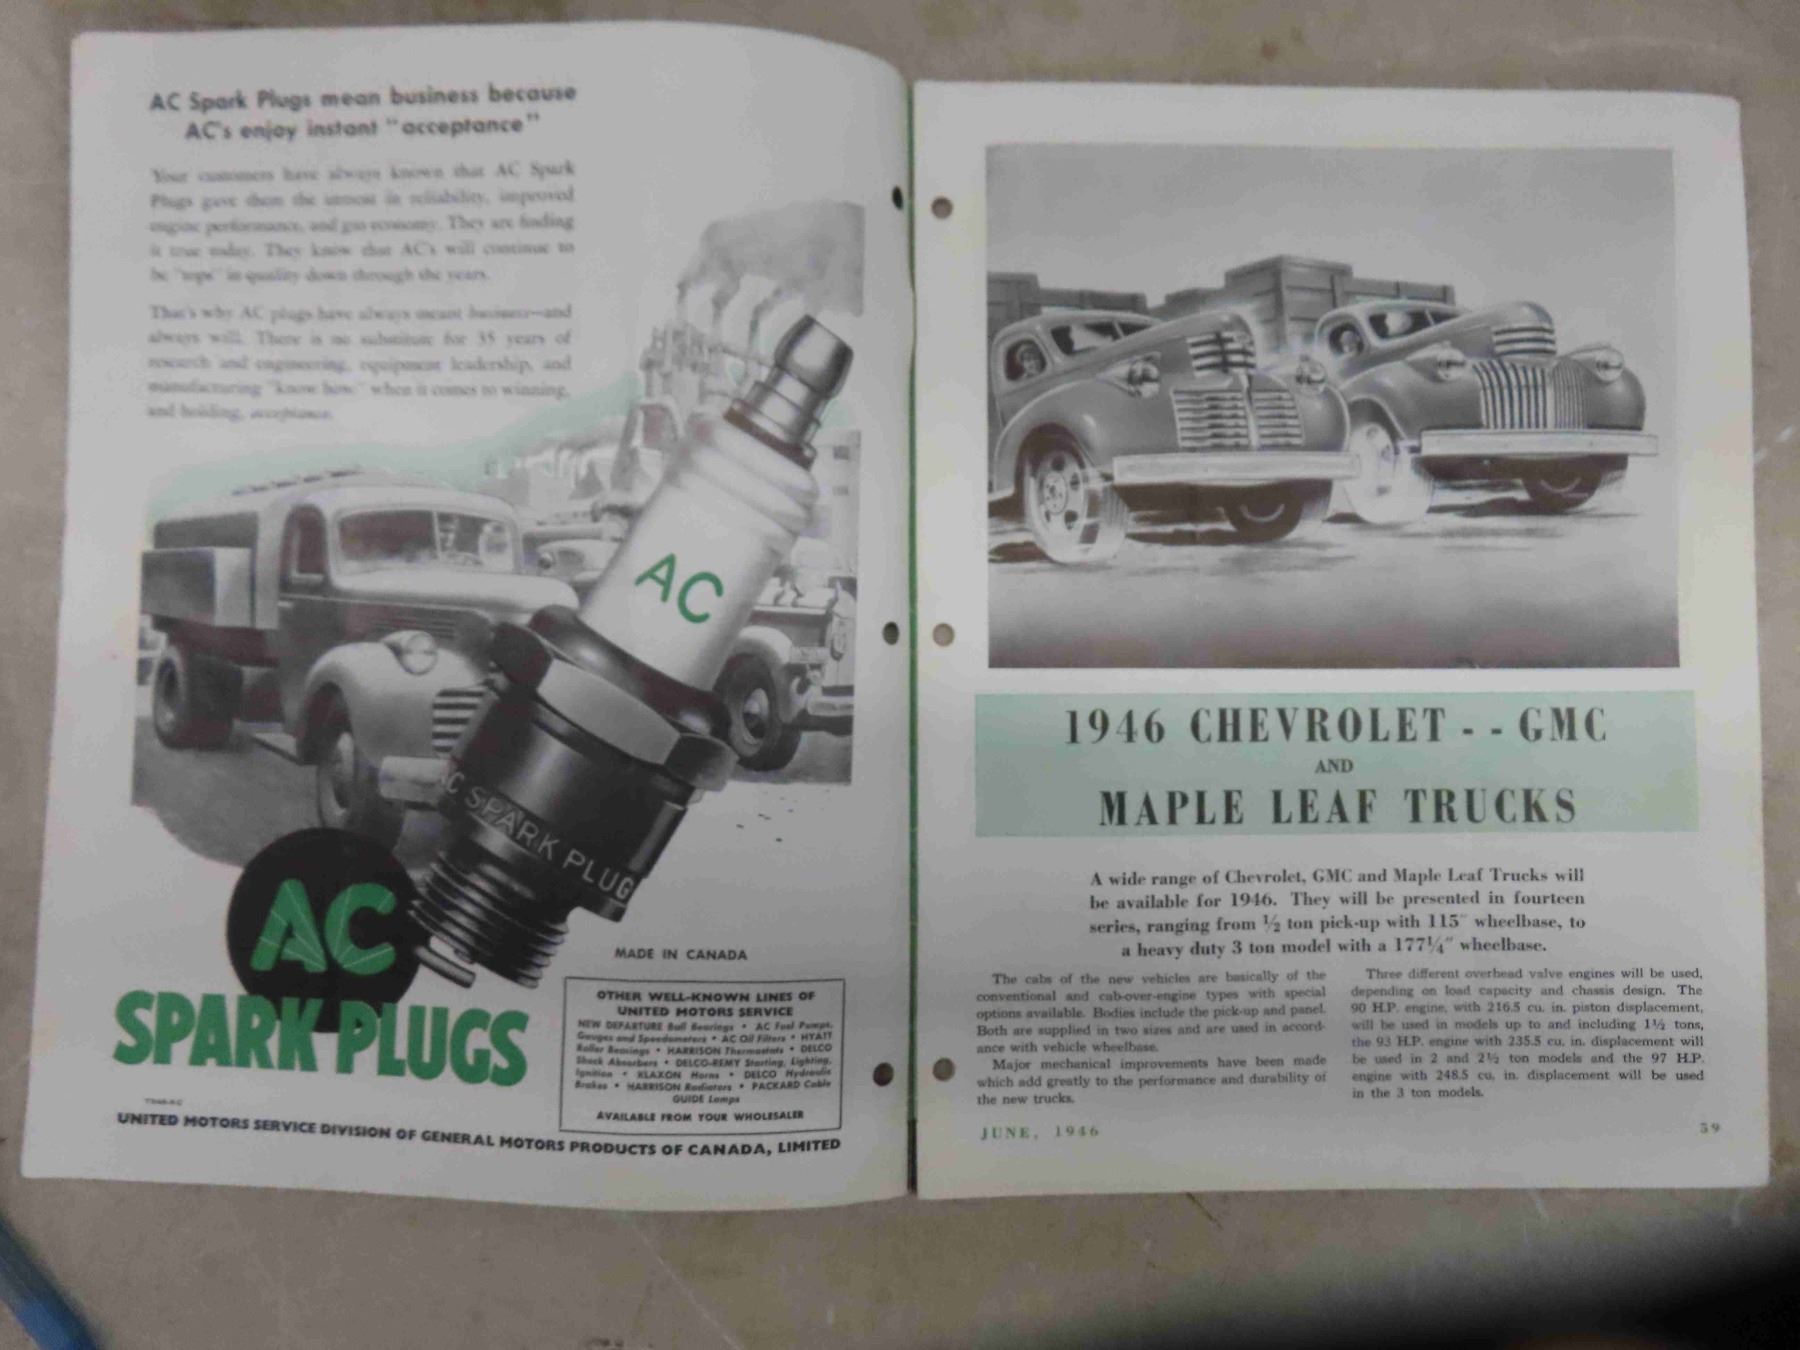 AC Spark Plugs mean business because
AC's enjoy instant "acceptance"
Your customers have always known that AC Spark
Plugs gave them the utmost in reliability, improved
engine performance, and gas economy. They are finding
it true today. They know that AC's will continue to
be "tops" in quality down through the years.
That's why AC plugs have always meant business—and
always will. There is no substitute for 35 years of
research and engineering, equipment leadership, and
manufacturing "know how" when it comes to winning,
and holding, acceptance.
AC
AC SPARK PLUG
AC
SPARK PLUGS
MADE IN CANADA
OTHER WELL-KNOWN LINES OF
UNITED MOTORS SERVICE
NEW DEPARTURE Ball Bearings • AC Fuel Pumps,
Gauges and Speedometers • AC Oil Filters • HYATT
Roller Bearings • HARRISON Thermostats • DELCO
Shock Absorbers • DELCO-REMY Starting, Lighting,
Ignition • KLAXON Horns • DELCO Hydraulic
Brakes • HARRISON Radiators • PACKARD Cable
GUIDE Lamps
AVAILABLE FROM YOUR WHOLESALER
UNITED MOTORS SERVICE DIVISION OF GENERAL MOTORS PRODUCTS OF CANADA, LIMITED
1946 CHEVROLET - - GMC
AND
MAPLE LEAF TRUCKS
A wide range of Chevrolet, GMC and Maple Leaf Trucks will
be available for 1946. They will be presented in fourteen
series, ranging from ½ ton pick-up with 115" wheelbase, to
a heavy duty 3 ton model with a 177¼" wheelbase.
The cabs of the new vehicles are basically of the
conventional and cab-over-engine types with special
options available. Bodies include the pick-up and panel.
Both are supplied in two sizes and are used in accord-
ance with vehicle wheelbase.
Major mechanical improvements have been made
which add greatly to the performance and durability of
the new trucks.
Three different overhead valve engines will be used,
depending on load capacity and chassis design. The
90 H.P. engine, with 216.5 cu. in. piston displacement,
will be used in models up to and including 1½ tons,
the 93 H.P. engine with 235.5 cu. in. displacement will
be used in 2 and 2½ ton models and the 97 H.P.
engine with 248.5 cu. in. displacement will be used
in the 3 ton models.
JUNE, 1946
59